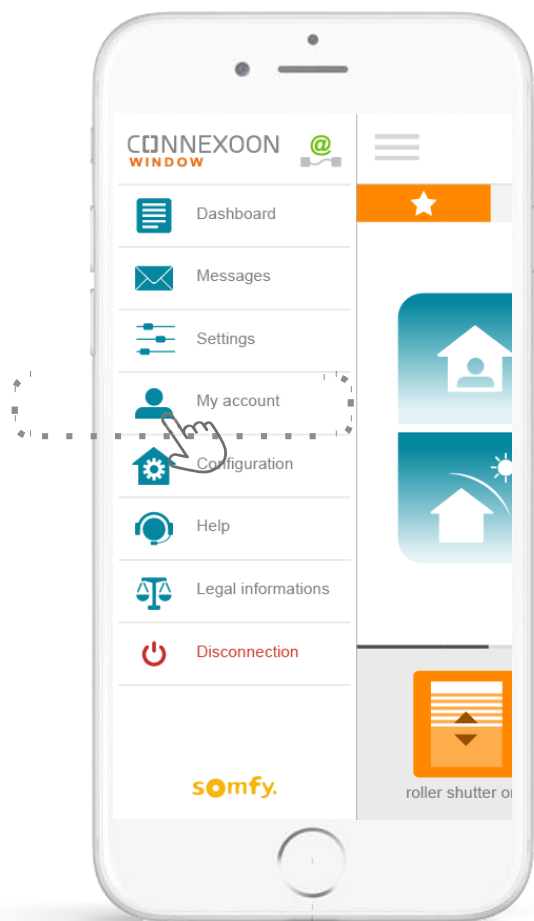 CONNEXOON
WINDOW
@
Dashboard
Messages
Settings
My account
Configuration
Help
Legal informations
Disconnection
somfy.
roller shutter